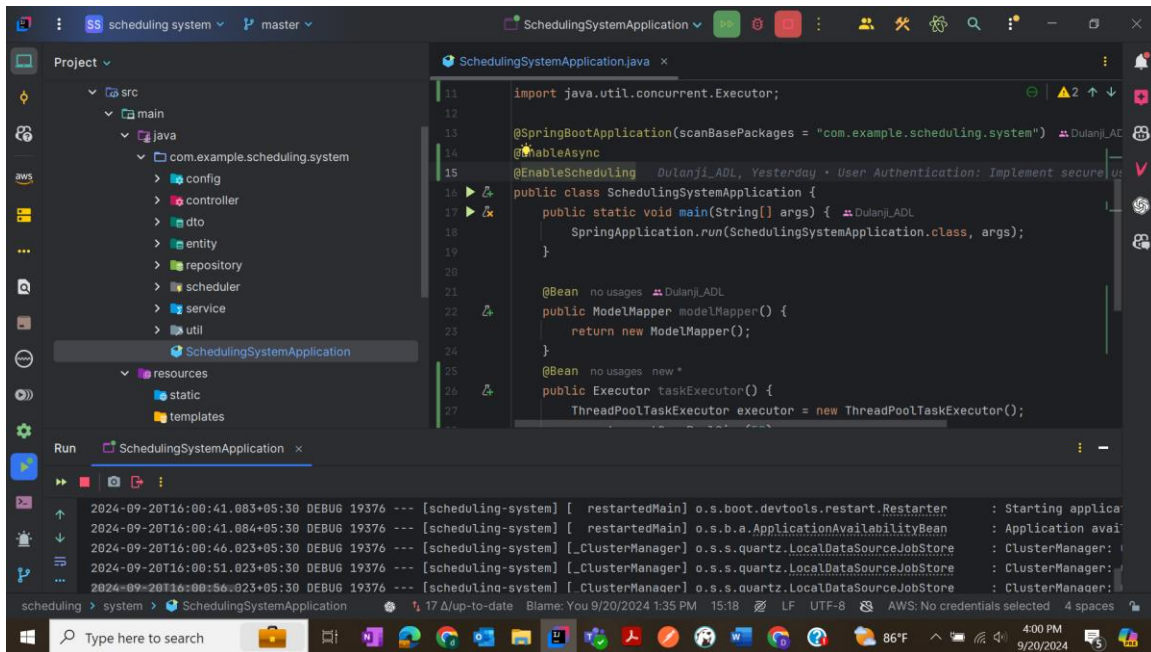 SS scheduling system master SchedulingSystemApplication
Project
src
main
java
com.example.scheduling.system
config
controller
dto
entity
repository
scheduler
service
util
SchedulingSystemApplication
resources
static
templates
aws
SchedulingSystemApplication.java ×
2
11 import java.util.concurrent.Executor;
12
13 @SpringBootApplication(scanBasePackages = "com.example.scheduling.system") Dulanji_AD
14 @EnableAsync
15 @EnableScheduling Dulanji_ADL, Yesterday • User Authentication: Implement secure us
16 public class SchedulingSystemApplication {
17 public static void main(String[] args) { Dulanji_ADL
18 SpringApplication.run(SchedulingSystemApplication.class, args);
19 }
20
21 @Bean no usages Dulanji_ADL
22 public ModelMapper modelMapper() {
23 return new ModelMapper();
24 }
25 @Bean no usages new *
26 public Executor taskExecutor() {
27 ThreadPoolTaskExecutor executor = new ThreadPoolTaskExecutor();
Run SchedulingSystemApplication ×
2024-09-20T16:00:41.083+05:30 DEBUG 19376 --- [scheduling-system] [ restartedMain] o.s.boot.devtools.restart.Restarter : Starting applica
2024-09-20T16:00:41.084+05:30 DEBUG 19376 --- [scheduling-system] [ restartedMain] o.s.b.a.ApplicationAvailabilityBean : Application avai
2024-09-20T16:00:46.023+05:30 DEBUG 19376 --- [scheduling-system] [_ClusterManager] o.s.s.quartz.LocalDataSourceJobStore : ClusterManager:
2024-09-20T16:00:51.023+05:30 DEBUG 19376 --- [scheduling-system] [_ClusterManager] o.s.s.quartz.LocalDataSourceJobStore : ClusterManager:
2024-09-20T16:00:56.023+05:30 DEBUG 19376 --- [scheduling-system] [_ClusterManager] o.s.s.quartz.LocalDataSourceJobStore : ClusterManager:
scheduling > system > SchedulingSystemApplication 17 Δ/up-to-date Blame: You 9/20/2024 1:35 PM 15:18 LF UTF-8 AWS: No credentials selected 4 spaces
Type here to search 86°F 4:00 PM
9/20/2024